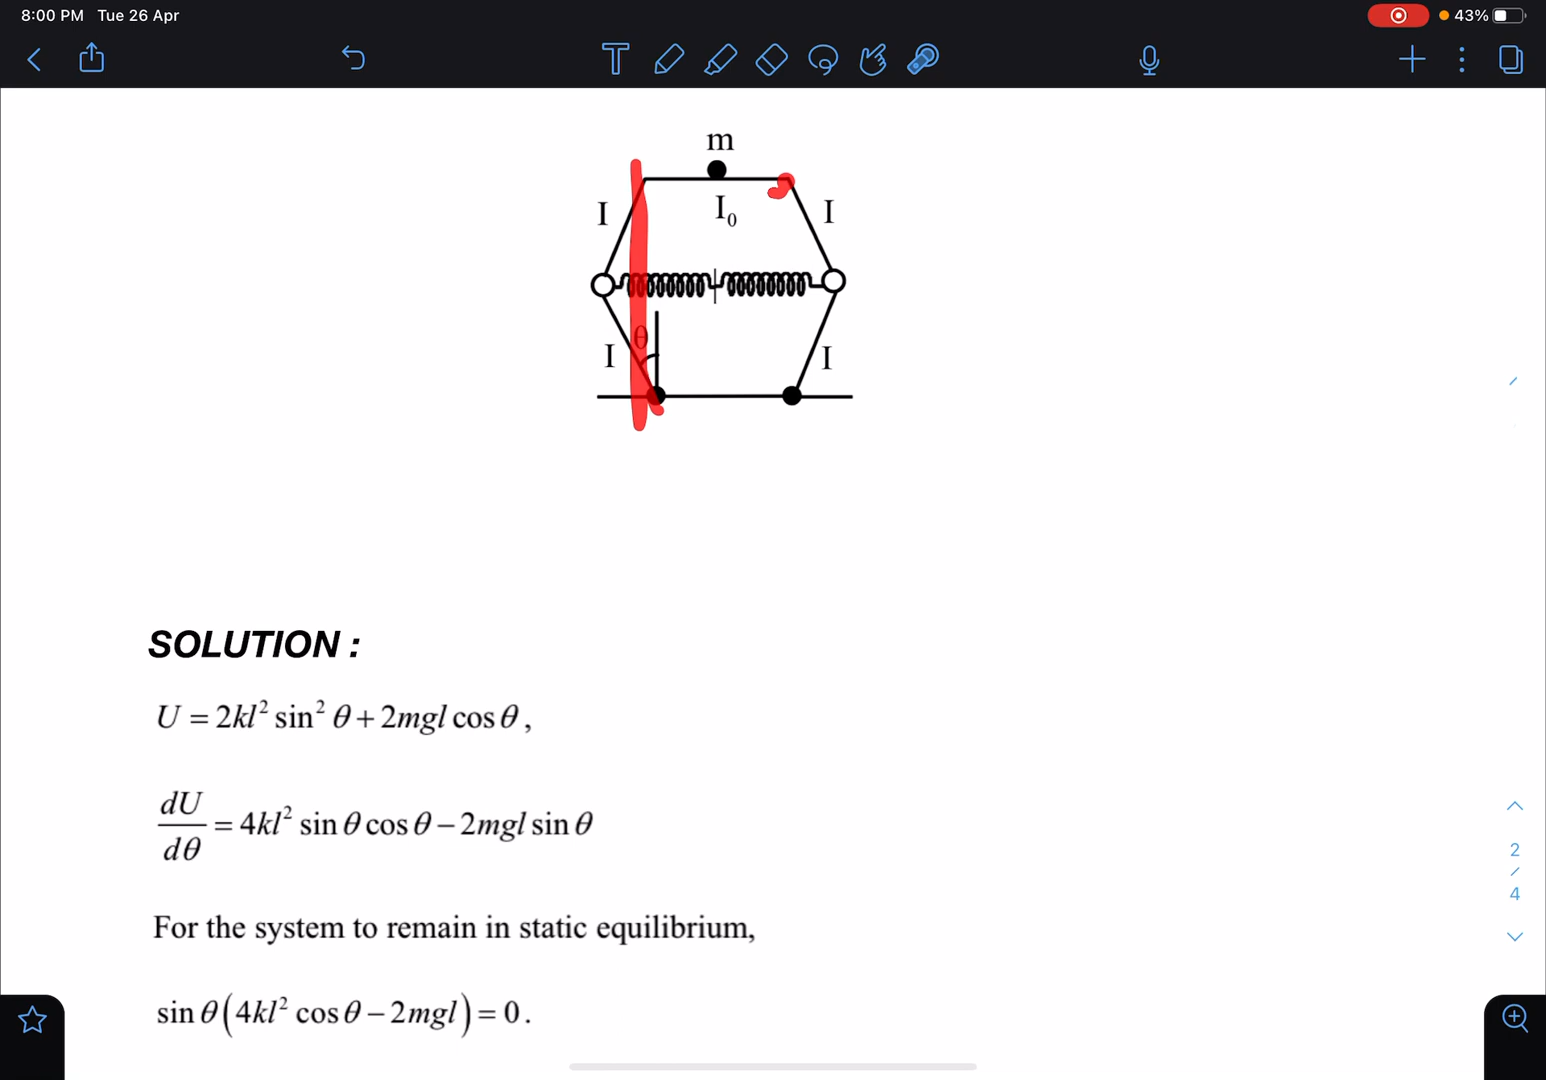 8:00 PM Tue 26 Apr
43%
m
I
I₀
I
θ
I
I
SOLUTION :
U = 2kl² sin² θ + 2mgl cos θ ,
dU/dθ = 4kl² sin θ cos θ – 2mgl sin θ
For the system to remain in static equilibrium,
sin θ (4kl² cos θ – 2mgl) = 0 .
2
/
4